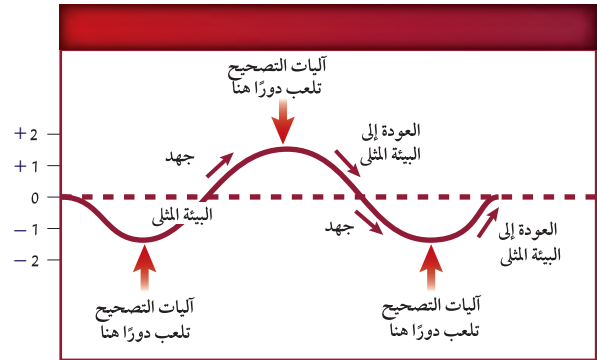 آليات التصحيح
تلعب دورًا هنا
+2
+1
0
−1
−2
جهد
العودة إلى
البيئة المثلى
البيئة المثلى
جهد
العودة إلى
البيئة المثلى
آليات التصحيح
تلعب دورًا هنا
آليات التصحيح
تلعب دورًا هنا